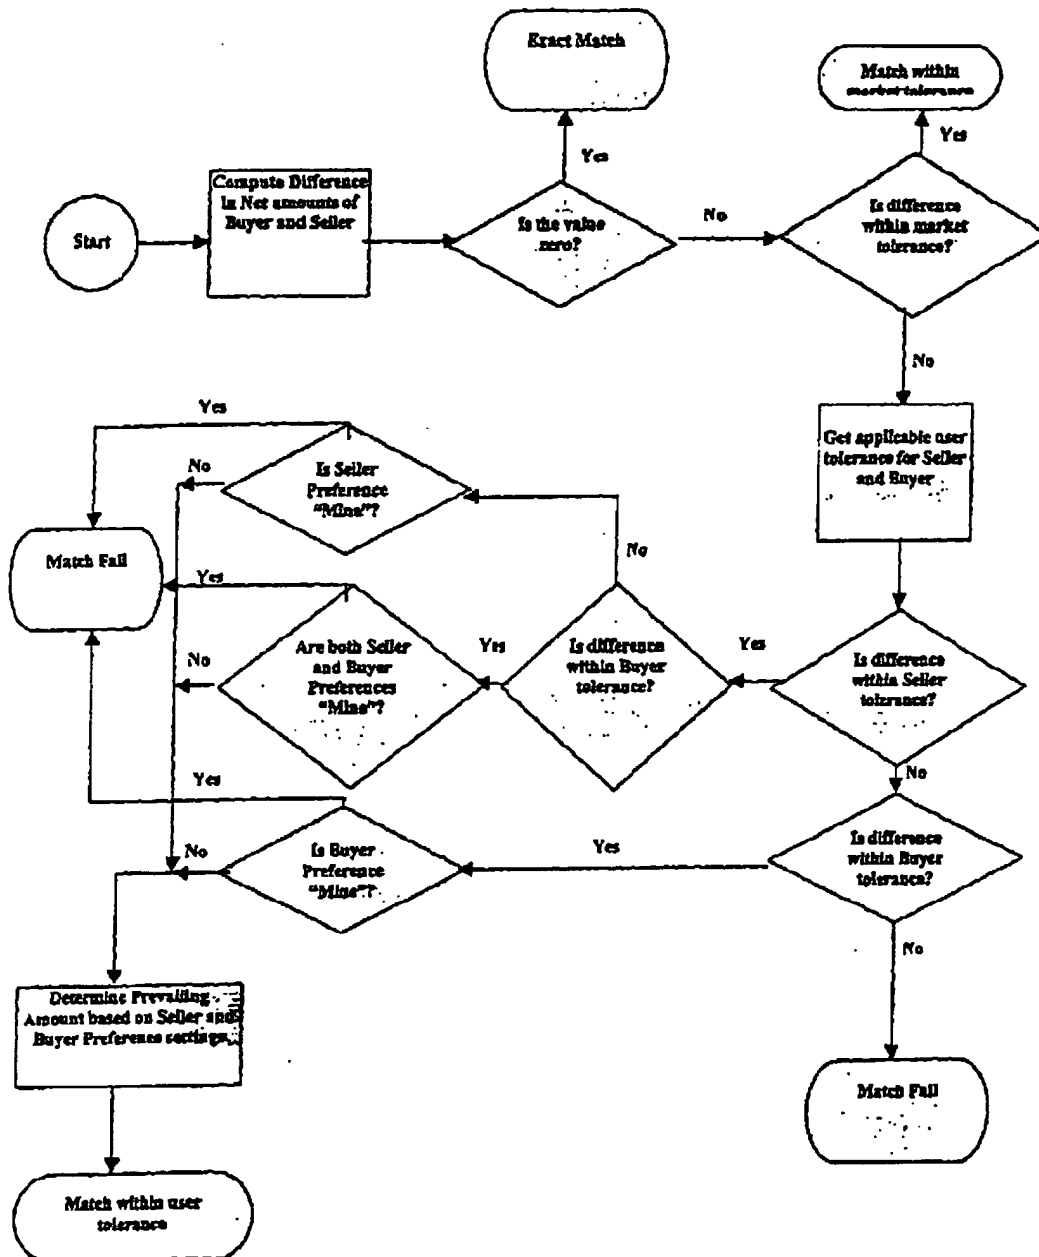 Exact Match
Match within
market tolerance
Yes
Yes
Compute Difference
in Net amounts of
Buyer and Seller
Start
Is the value
zero?
No
Is difference
within market
tolerance?
No
Yes
Get applicable user
tolerance for Seller
and Buyer
No
Is Seller
Preference
"Mine"?
Match Fail
No
Yes
Are both Seller
and Buyer
Preferences
"Mine"?
No
Yes
Is difference
within Buyer
tolerance?
Yes
Is difference
within Seller
tolerance?
No
Yes
Is difference
within Buyer
tolerance?
Yes
No
Is Buyer
Preference
"Mine"?
No
Determine Prevailing
Amount based on Seller and
Buyer Preference settings
Match Fail
Match within user
tolerance